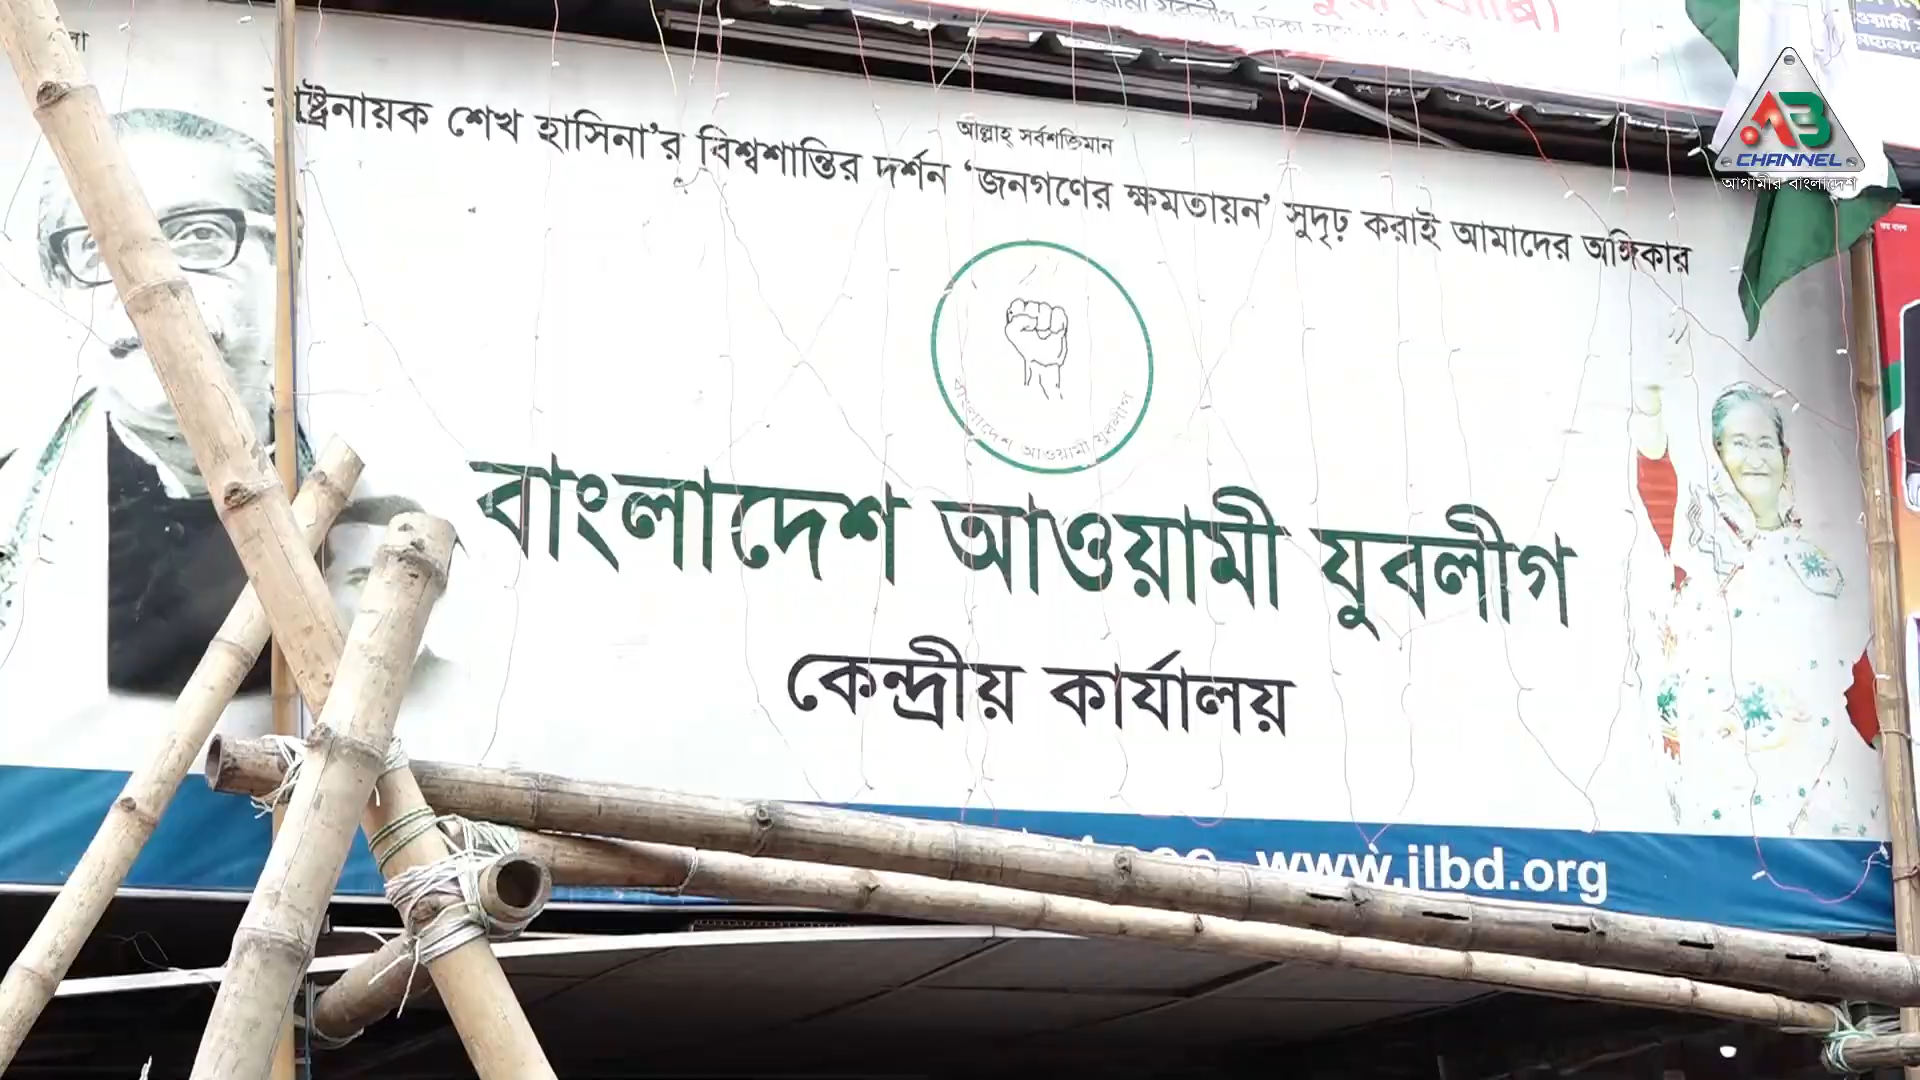 আল্লাহ সর্বশক্তিমান
রাষ্ট্রনায়ক শেখ হাসিনা’র বিশ্বশান্তির দর্শন ‘জনগণের ক্ষমতায়ন’ সুদৃঢ় করাই আমাদের অঙ্গিকার
বাংলাদেশ আওয়ামী যুবলীগ
বাংলাদেশ আওয়ামী যুবলীগ
কেন্দ্রীয় কার্যালয়
www.jlbd.org
AB
CHANNEL
আগামীর বাংলাদেশ